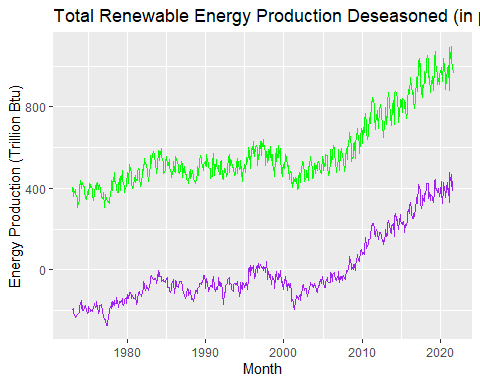 Total Renewable Energy Production Deseasoned (in p
Energy Production (Trillion Btu)
800
400
0
1980 1990 2000 2010 2020
Month